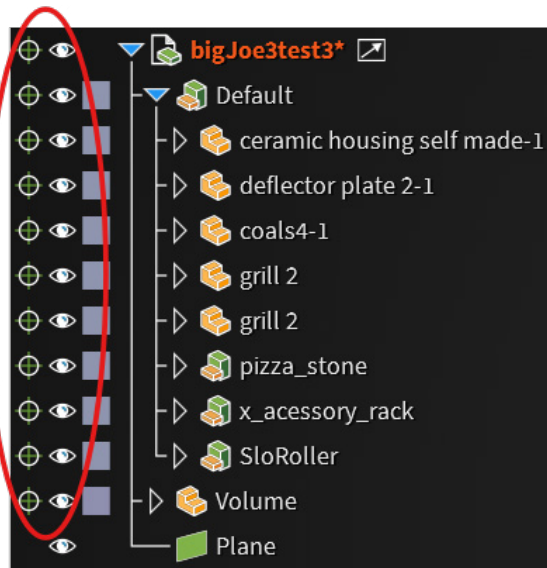 bigJoe3test3*
Default
ceramic housing self made-1
deflector plate 2-1
coals4-1
grill 2
grill 2
pizza_stone
x_acessory_rack
SloRoller
Volume
Plane